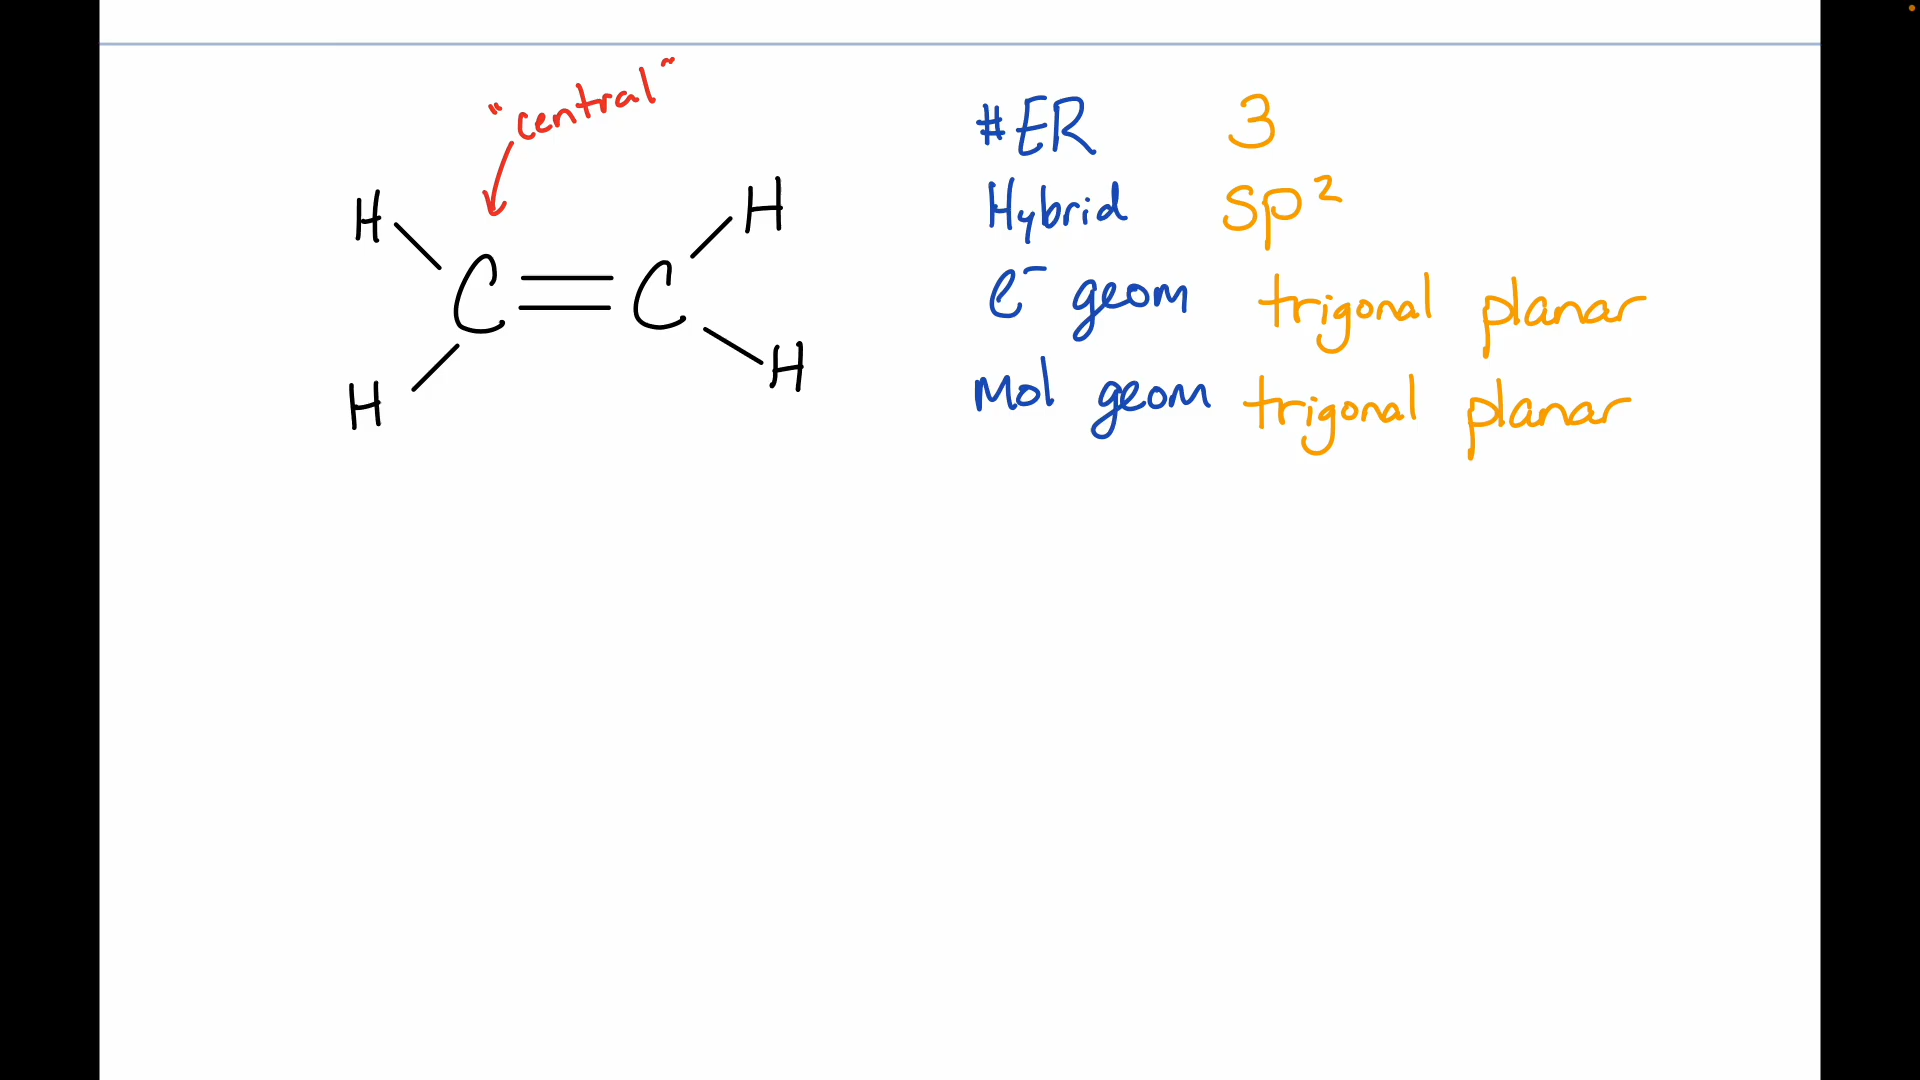 "central"
H H
C = C
H H
#ER 3
Hybrid sp²
e⁻ geom trigonal planar
mol geom trigonal planar